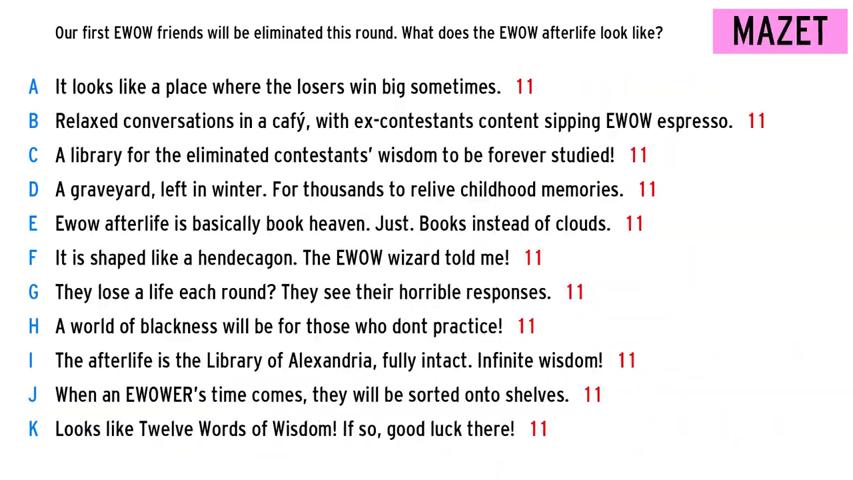 Our first EWOW friends will be eliminated this round. What does the EWOW afterlife look like?
MAZET
A It looks like a place where the losers win big sometimes. 11
B Relaxed conversations in a cafý, with ex-contestants content sipping EWOW espresso. 11
C A library for the eliminated contestants' wisdom to be forever studied! 11
D A graveyard, left in winter. For thousands to relive childhood memories. 11
E Ewow afterlife is basically book heaven. Just. Books instead of clouds. 11
F It is shaped like a hendecagon. The EWOW wizard told me! 11
G They lose a life each round? They see their horrible responses. 11
H A world of blackness will be for those who dont practice! 11
I The afterlife is the Library of Alexandria, fully intact. Infinite wisdom! 11
J When an EWOWER's time comes, they will be sorted onto shelves. 11
K Looks like Twelve Words of Wisdom! If so, good luck there! 11